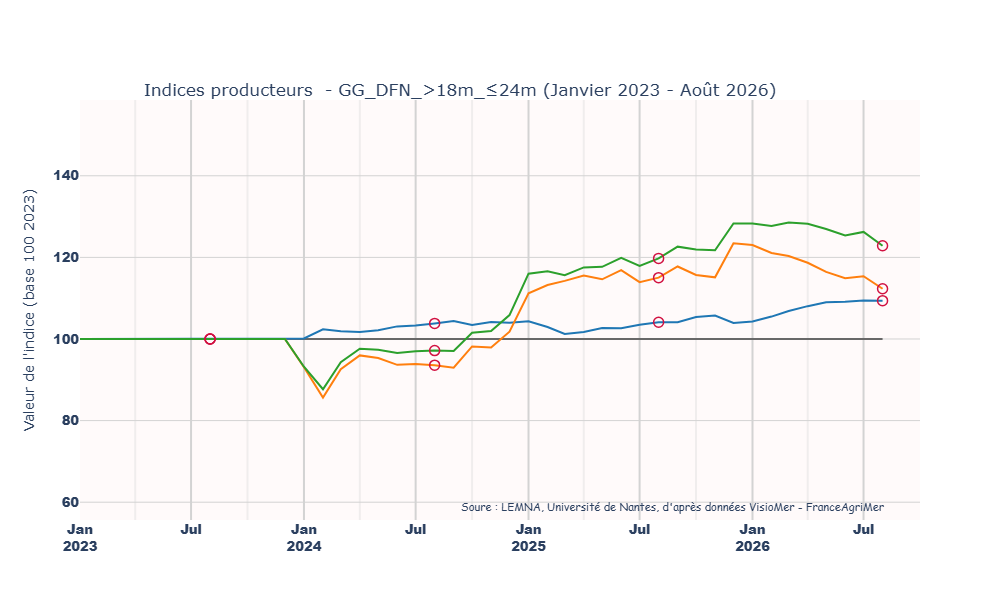 Indices producteurs  - GG_DFN_>18m_≤24m (Janvier 2023 - Août 2026)
Valeur de l'indice (base 100 2023)
140
120
100
80
60
Soure : LEMNA, Université de Nantes, d'après données VisioMer - FranceAgriMer
Jan Jul Jan Jul Jan Jul Jan Jul
2023 2024 2025 2026